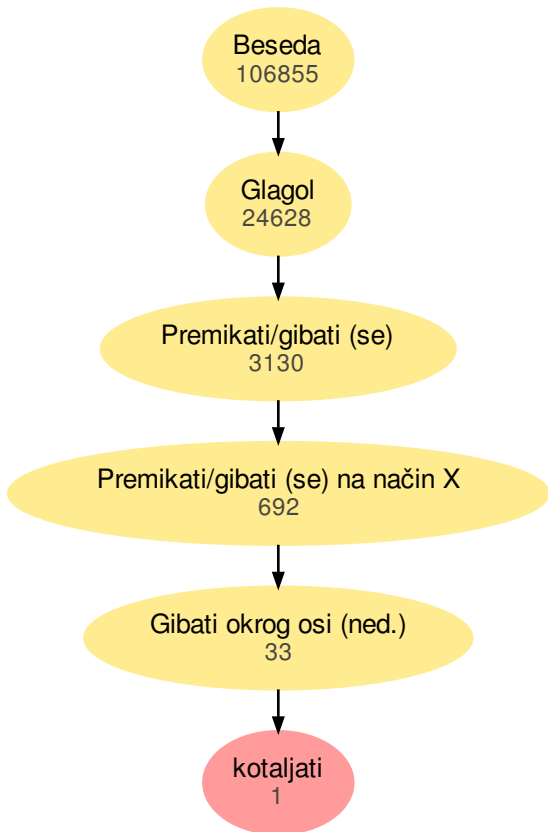 Beseda
106855
Glagol
24628
Premikati/gibati (se)
3130
Premikati/gibati (se) na način X
692
Gibati okrog osi (ned.)
33
kotaljati
1